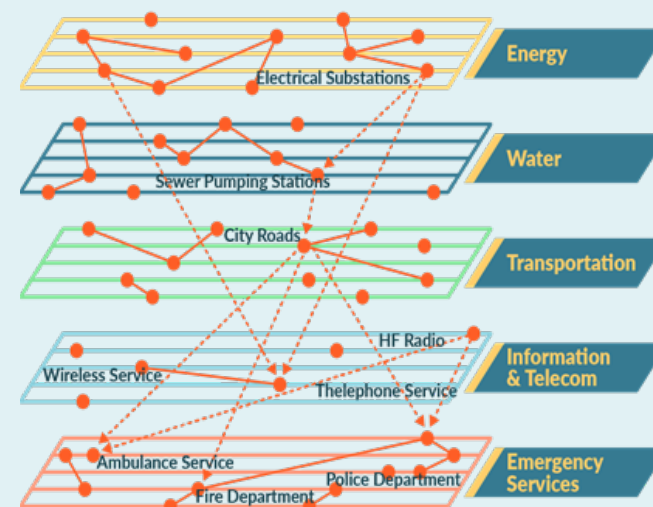 Energy
Electrical Substations
Water
Sewer Pumping Stations
City Roads
Transportation
HF Radio
Wireless Service
Information
& Telecom
Thelephone Service
Ambulance Service
Emergency
Services
Police Department
Fire Department